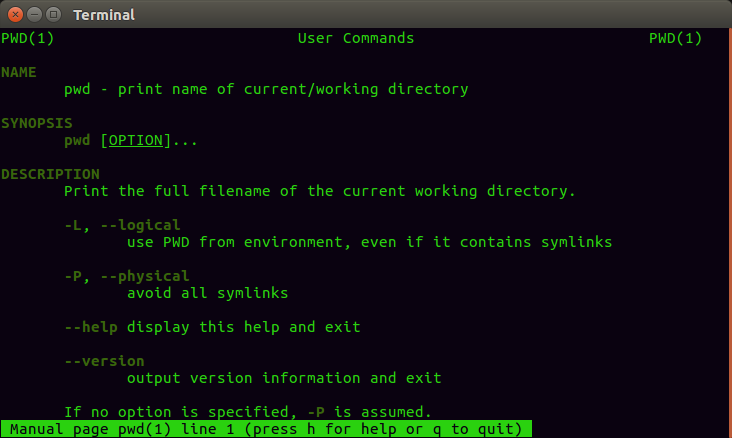 Terminal
PWD(1) User Commands PWD(1)
NAME
pwd - print name of current/working directory
SYNOPSIS
pwd [OPTION]...
DESCRIPTION
Print the full filename of the current working directory.
-L, --logical
use PWD from environment, even if it contains symlinks
-P, --physical
avoid all symlinks
--help display this help and exit
--version
output version information and exit
If no option is specified, -P is assumed.
Manual page pwd(1) line 1 (press h for help or q to quit)